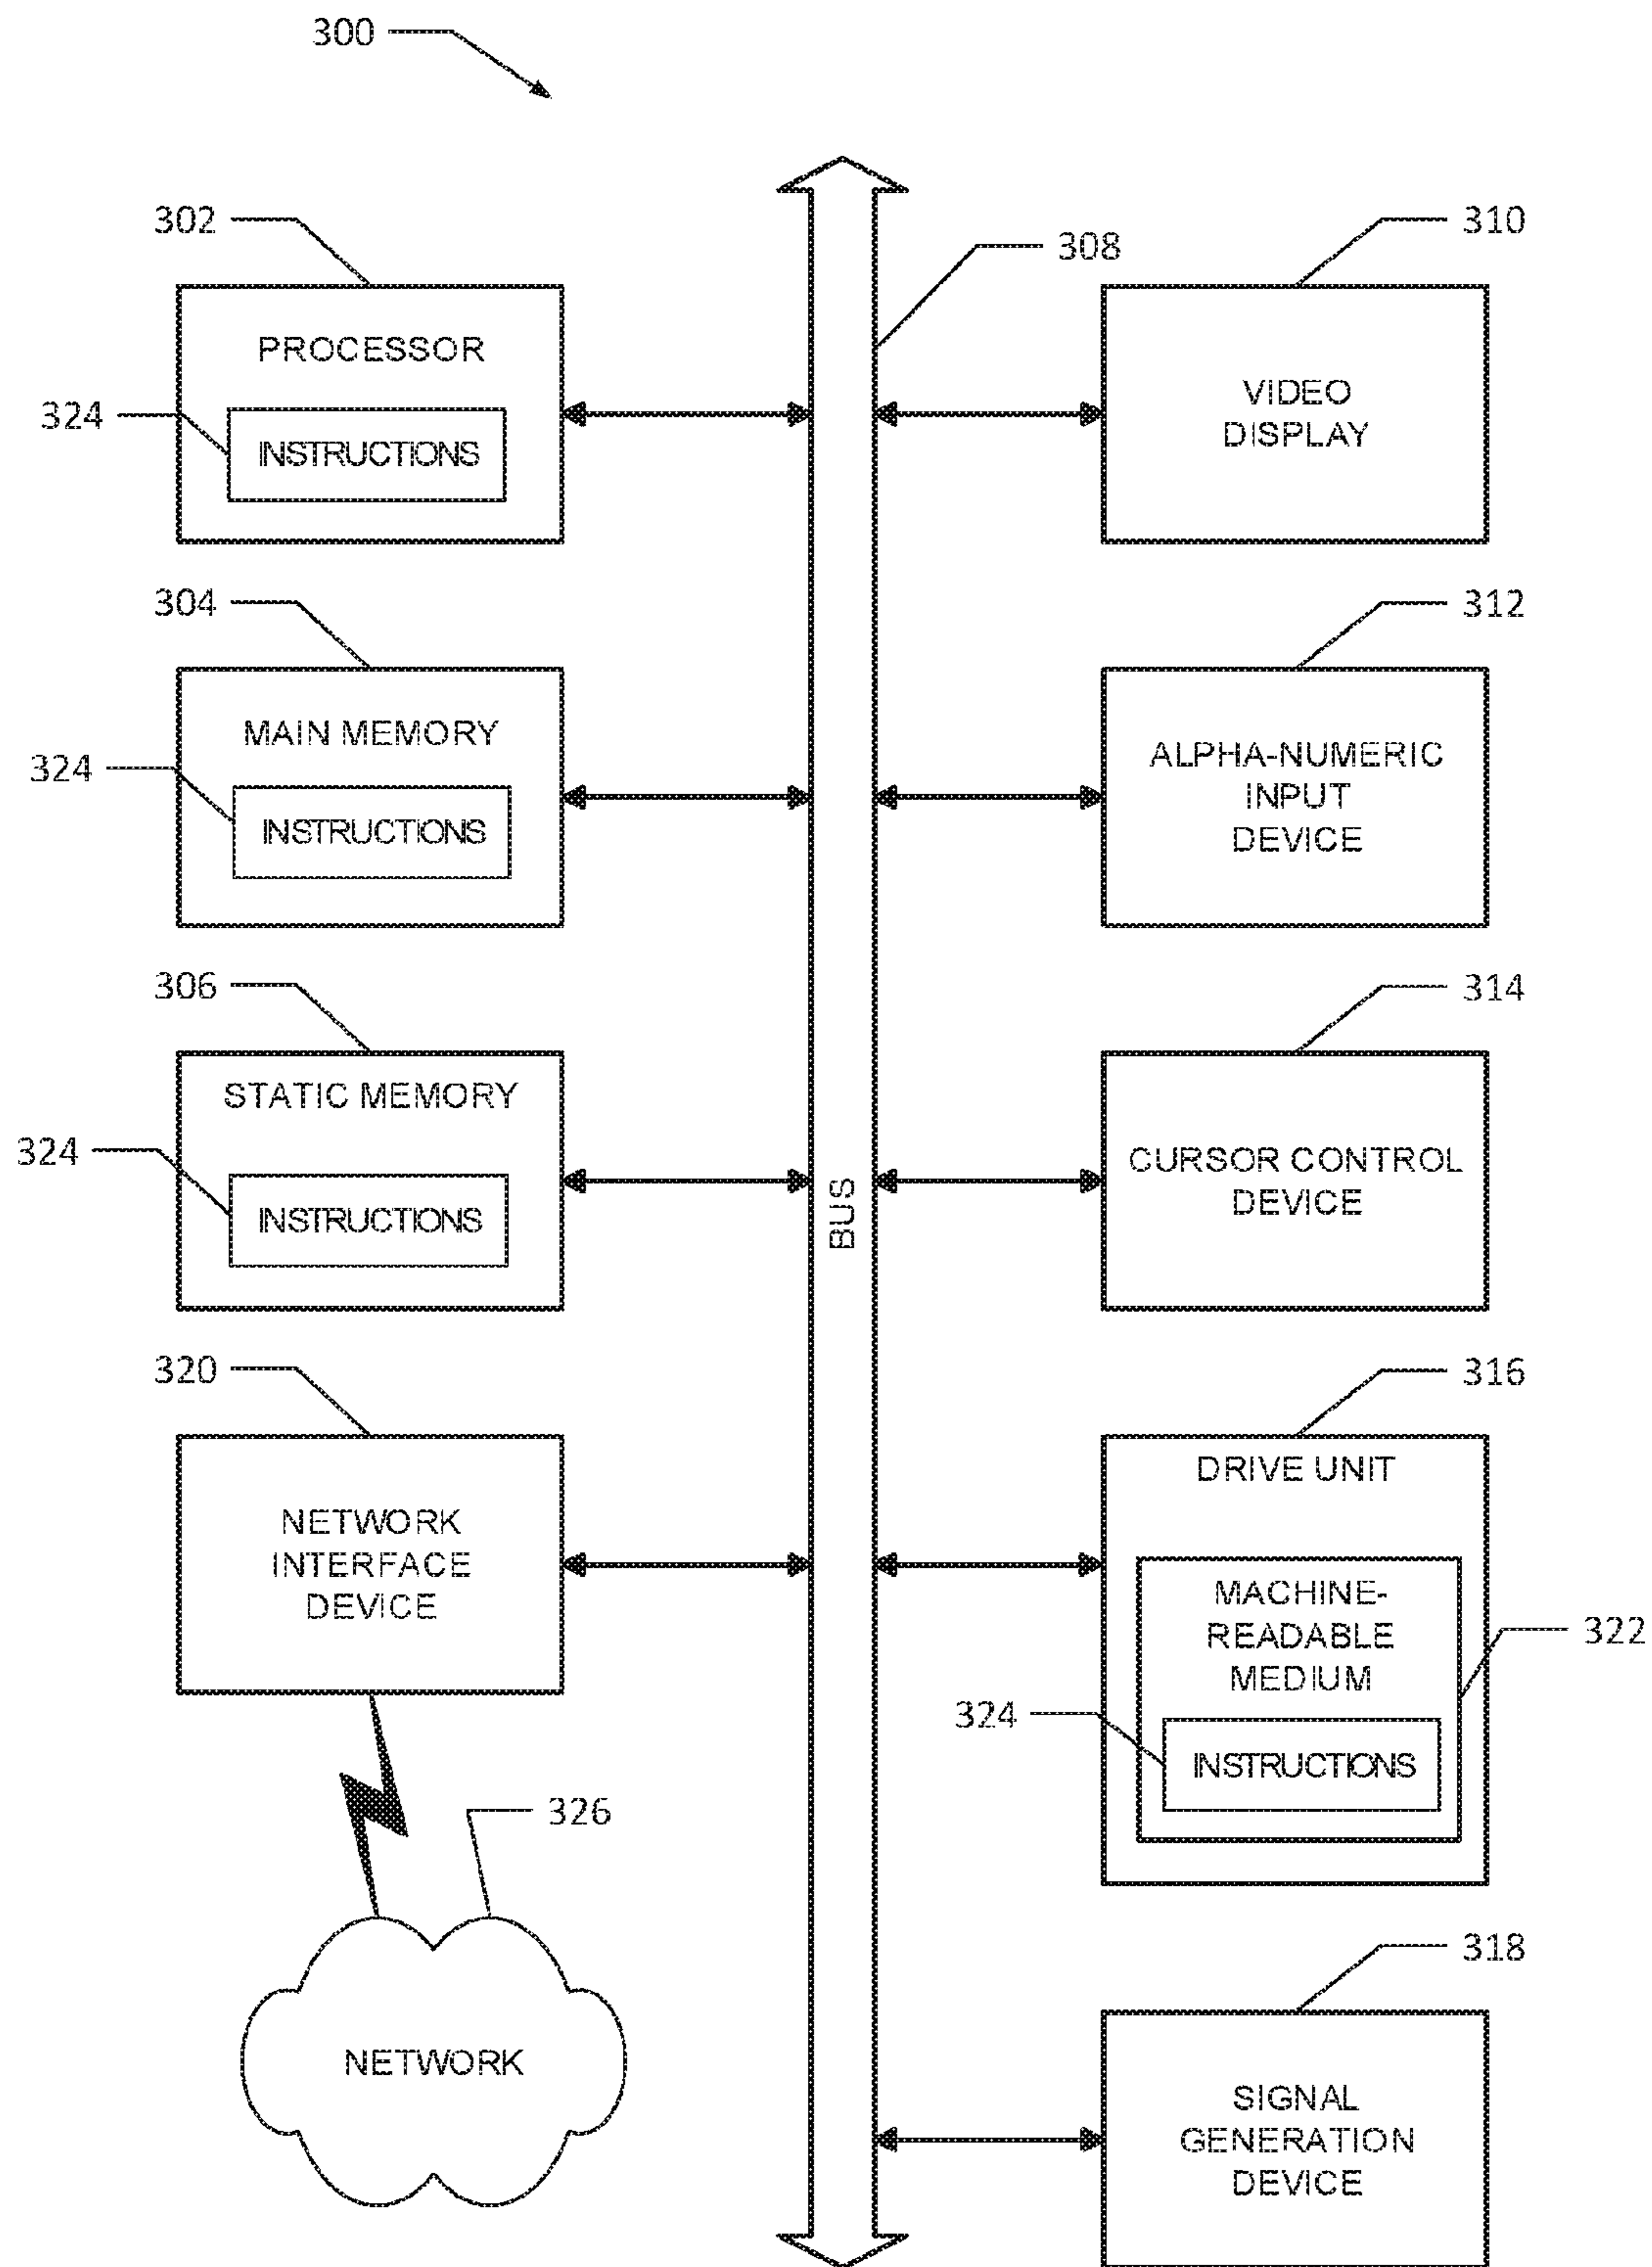 300
302
PROCESSOR
324
INSTRUCTIONS
304
MAIN MEMORY
324
INSTRUCTIONS
306
STATIC MEMORY
324
INSTRUCTIONS
320
NETWORK
INTERFACE
DEVICE
326
NETWORK
308
BUS
310
VIDEO
DISPLAY
312
ALPHA-NUMERIC
INPUT
DEVICE
314
CURSOR CONTROL
DEVICE
316
DRIVE UNIT
322
MACHINE-
READABLE
MEDIUM
324
INSTRUCTIONS
318
SIGNAL
GENERATION
DEVICE